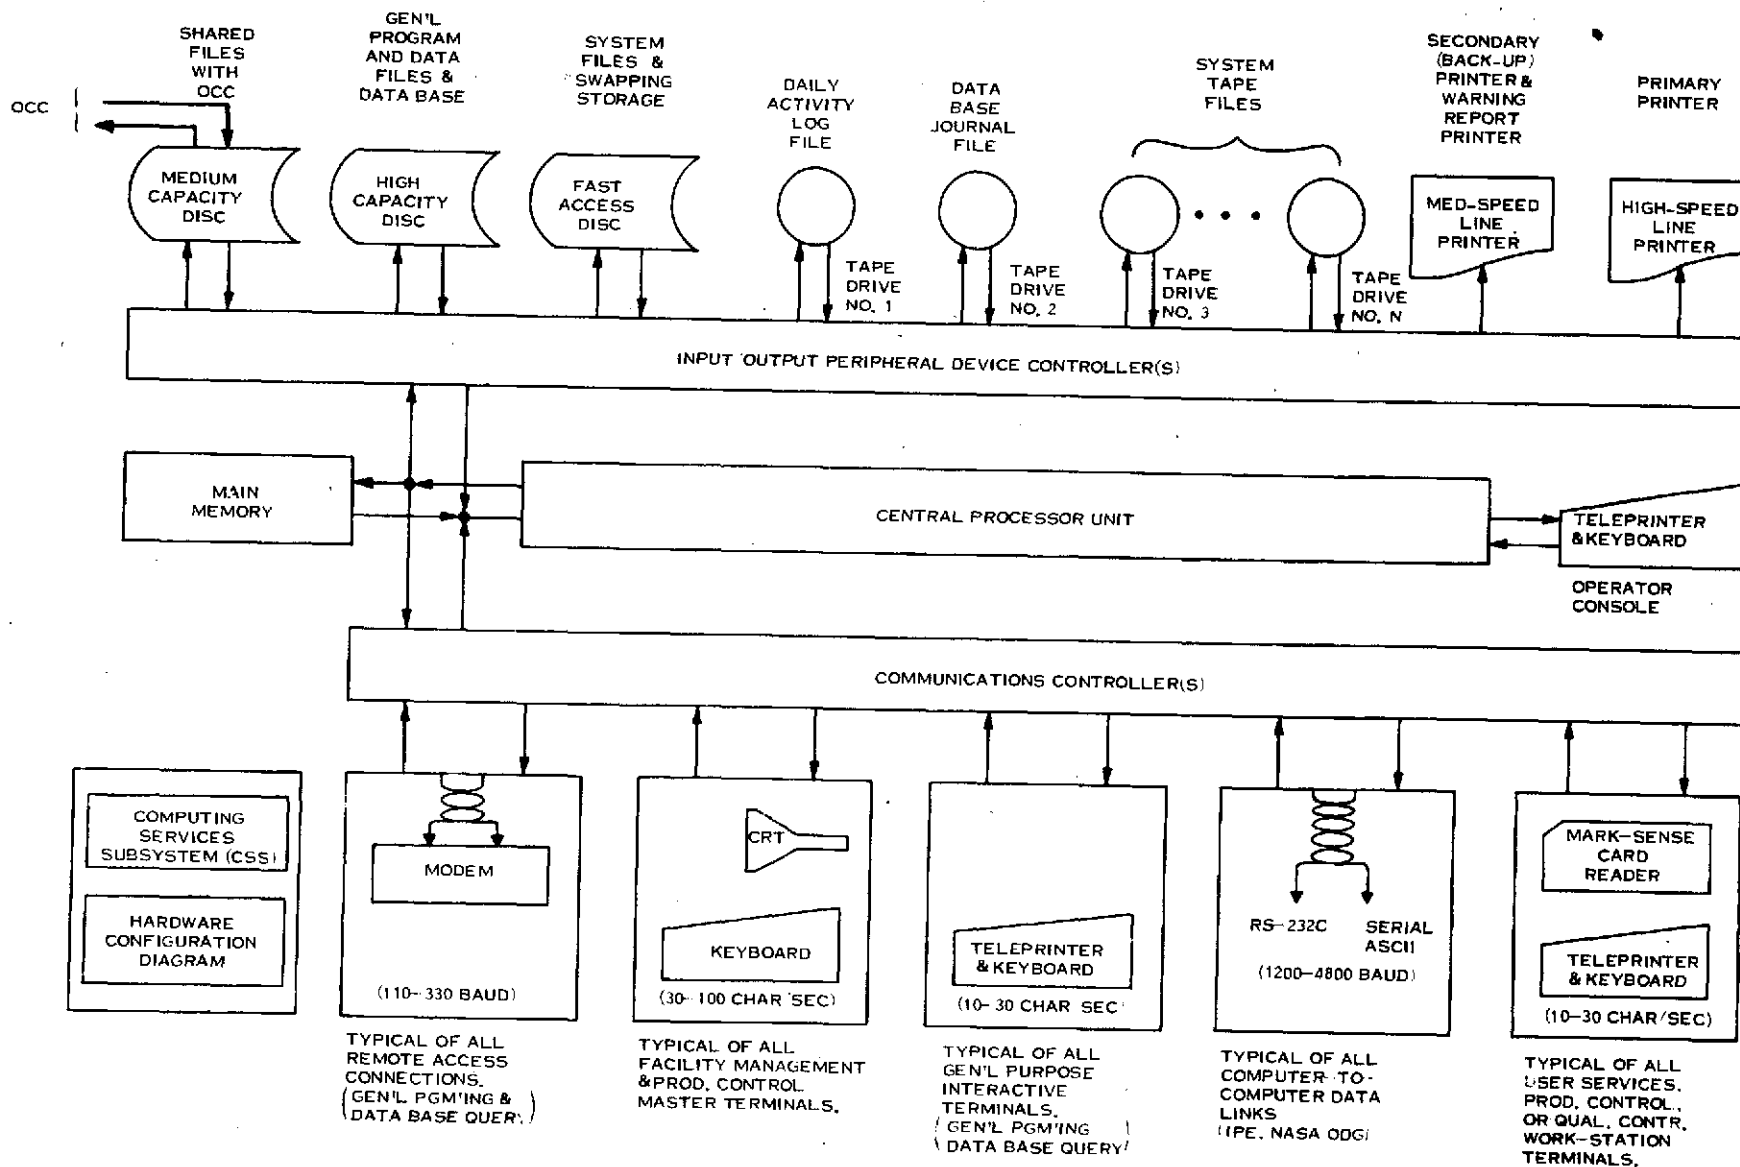 OCC
SHARED
FILES
WITH
OCC
GEN'L
PROGRAM
AND DATA
FILES &
DATA BASE
SYSTEM
FILES &
SWAPPING
STORAGE
DAILY
ACTIVITY
LOG
FILE
DATA
BASE
JOURNAL
FILE
SYSTEM
TAPE
FILES
SECONDARY
(BACK-UP)
PRINTER &
WARNING
REPORT
PRINTER
PRIMARY
PRINTER
MEDIUM
CAPACITY
DISC
HIGH
CAPACITY
DISC
FAST
ACCESS
DISC
MED-SPEED
LINE
PRINTER
HIGH-SPEED
LINE
PRINTER
TAPE
DRIVE
NO. 1
TAPE
DRIVE
NO. 2
TAPE
DRIVE
NO. 3
TAPE
DRIVE
NO. N
INPUT OUTPUT PERIPHERAL DEVICE CONTROLLER(S)
MAIN
MEMORY
CENTRAL PROCESSOR UNIT
TELEPRINTER
& KEYBOARD
OPERATOR
CONSOLE
COMMUNICATIONS CONTROLLER(S)
COMPUTING
SERVICES
SUBSYSTEM (CSS)
HARDWARE
CONFIGURATION
DIAGRAM
MODEM
(110-330 BAUD)
TYPICAL OF ALL
REMOTE ACCESS
CONNECTIONS.
(GEN'L PGM'ING &
DATA BASE QUERY)
CRT
KEYBOARD
(30-100 CHAR SEC)
TYPICAL OF ALL
FACILITY MANAGEMENT
& PROD. CONTROL
MASTER TERMINALS.
TELEPRINTER
& KEYBOARD
(10-30 CHAR SEC)
TYPICAL OF ALL
GEN'L PURPOSE
INTERACTIVE
TERMINALS.
(GEN'L PGM'ING
DATA BASE QUERY)
RS-232C
SERIAL
ASCII
(1200-4800 BAUD)
TYPICAL OF ALL
COMPUTER-TO-
COMPUTER DATA
LINKS
(IPE, NASA ODG)
MARK-SENSE
CARD
READER
TELEPRINTER
& KEYBOARD
(10-30 CHAR/SEC)
TYPICAL OF ALL
USER SERVICES.
PROD. CONTROL,
OR QUAL. CONTR.
WORK-STATION
TERMINALS.